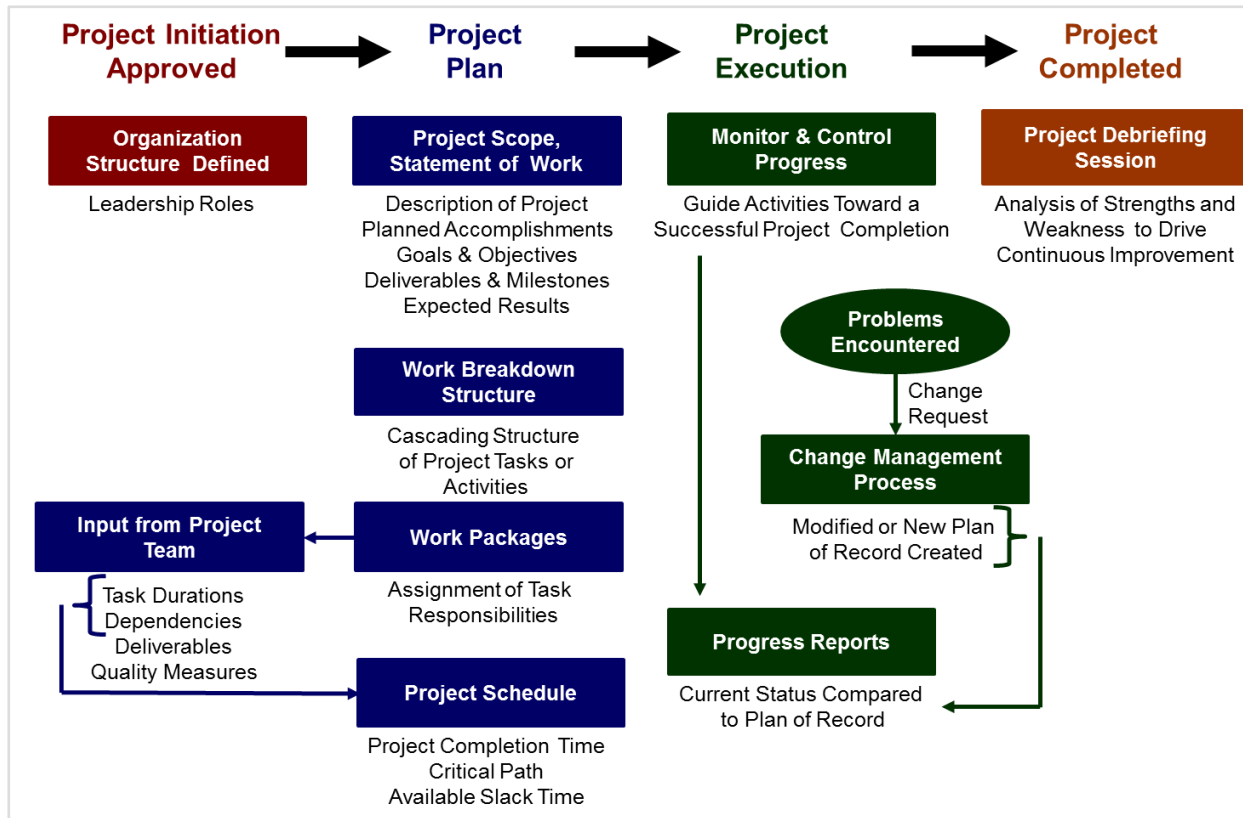 Project Initiation
Approved
Project
Plan
Project
Execution
Project
Completed
Organization
Structure Defined
Leadership Roles
Project Scope,
Statement of Work
Description of Project
Planned Accomplishments
Goals & Objectives
Deliverables & Milestones
Expected Results
Work Breakdown
Structure
Cascading Structure
of Project Tasks or
Activities
Work Packages
Assignment of Task
Responsibilities
Input from Project
Team
Task Durations
Dependencies
Deliverables
Quality Measures
Project Schedule
Project Completion Time
Critical Path
Available Slack Time
Monitor & Control
Progress
Guide Activities Toward a
Successful Project Completion
Problems
Encountered
Change
Request
Change Management
Process
Modified or New Plan
of Record Created
Progress Reports
Current Status Compared
to Plan of Record
Project Debriefing
Session
Analysis of Strengths and
Weakness to Drive
Continuous Improvement